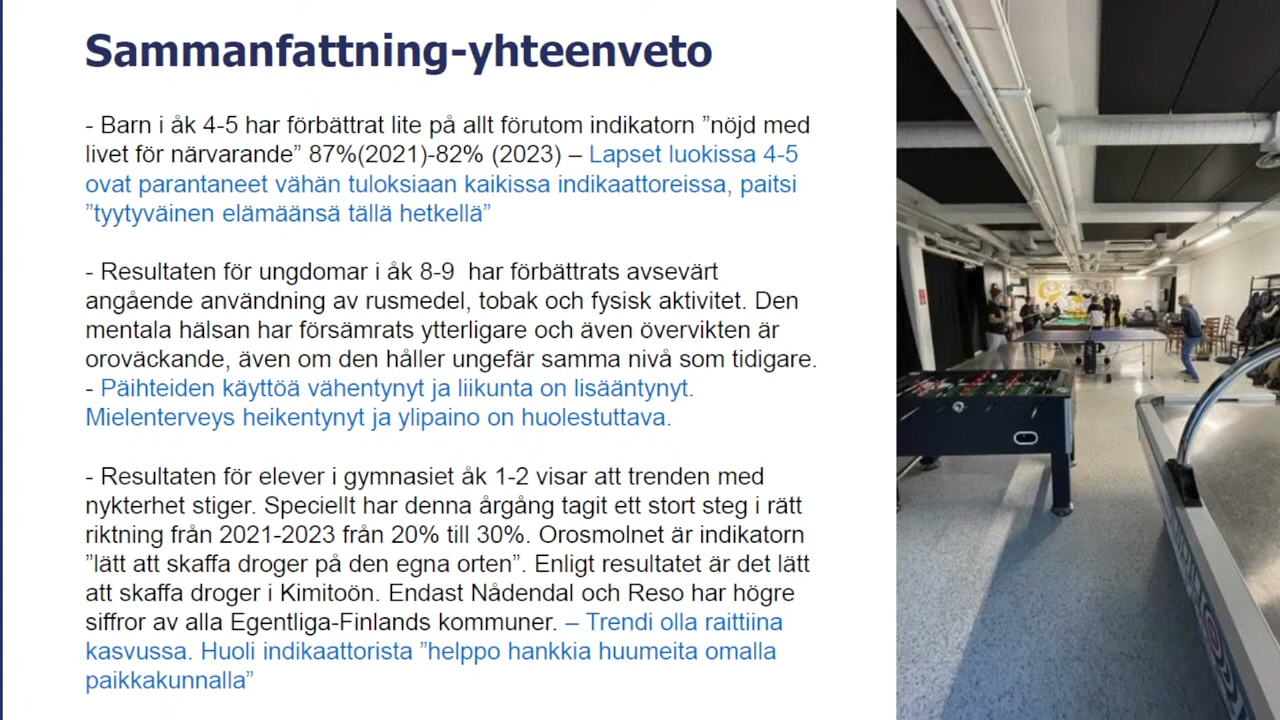 Sammanfattning-yhteenveto
- Barn i åk 4-5 har förbättrat lite på allt förutom indikatorn ”nöjd med
livet för närvarande” 87%(2021)-82% (2023) – Lapset luokissa 4-5
ovat parantaneet vähän tuloksiaan kaikissa indikaattoreissa, paitsi
”tyytyväinen elämäänsä tällä hetkellä”
- Resultaten för ungdomar i åk 8-9 har förbättrats avsevärt
angående användning av rusmedel, tobak och fysisk aktivitet. Den
mentala hälsan har försämrats ytterligare och även övervikten är
oroväckande, även om den håller ungefär samma nivå som tidigare.
- Päihteiden käyttöä vähentynyt ja liikunta on lisääntynyt.
Mielenterveys heikentynyt ja ylipaino on huolestuttava.
- Resultaten för elever i gymnasiet åk 1-2 visar att trenden med
nykterhet stiger. Speciellt har denna årgång tagit ett stort steg i rätt
riktning från 2021-2023 från 20% till 30%. Orosmolnet är indikatorn
”lätt att skaffa droger på den egna orten”. Enligt resultatet är det lätt
att skaffa droger i Kimitoön. Endast Nådendal och Reso har högre
siffror av alla Egentliga-Finlands kommuner. – Trendi olla raittiina
kasvussa. Huoli indikaattorista ”helppo hankkia huumeita omalla
paikkakunnalla”